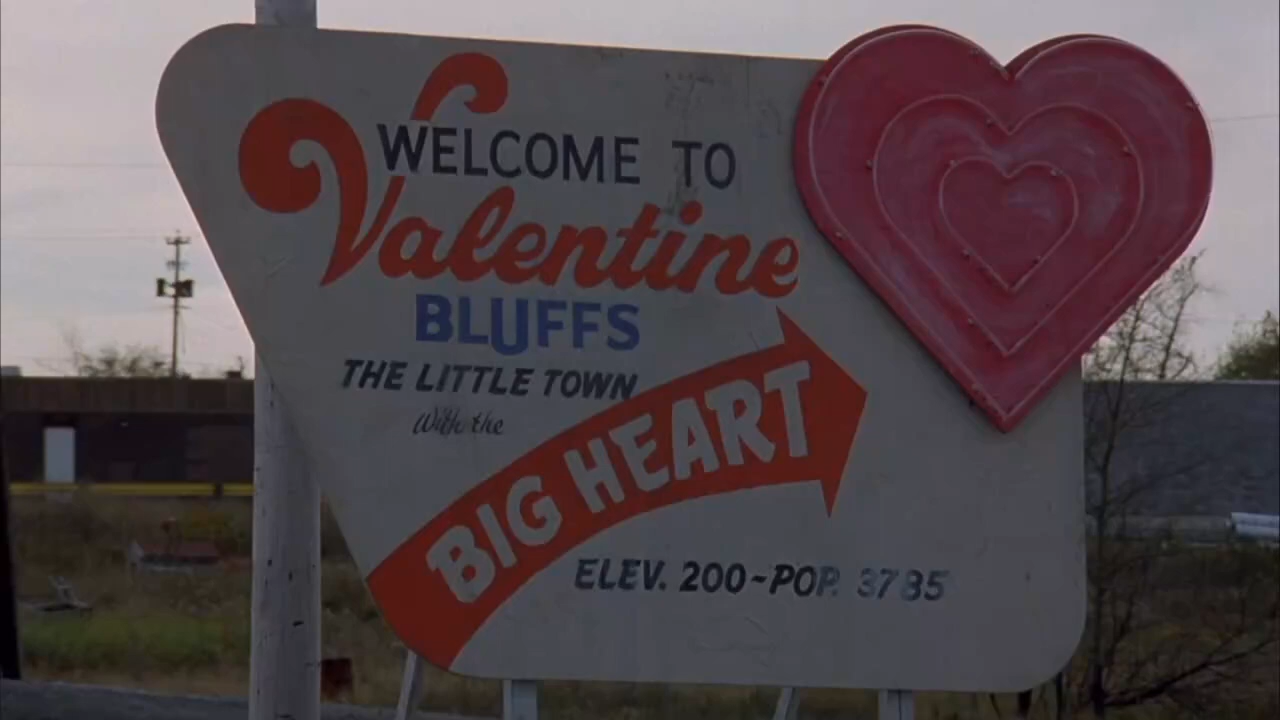 WELCOME TO
Valentine
BLUFFS
THE LITTLE TOWN
With the
BIG HEART
ELEV. 200~POP. 3785